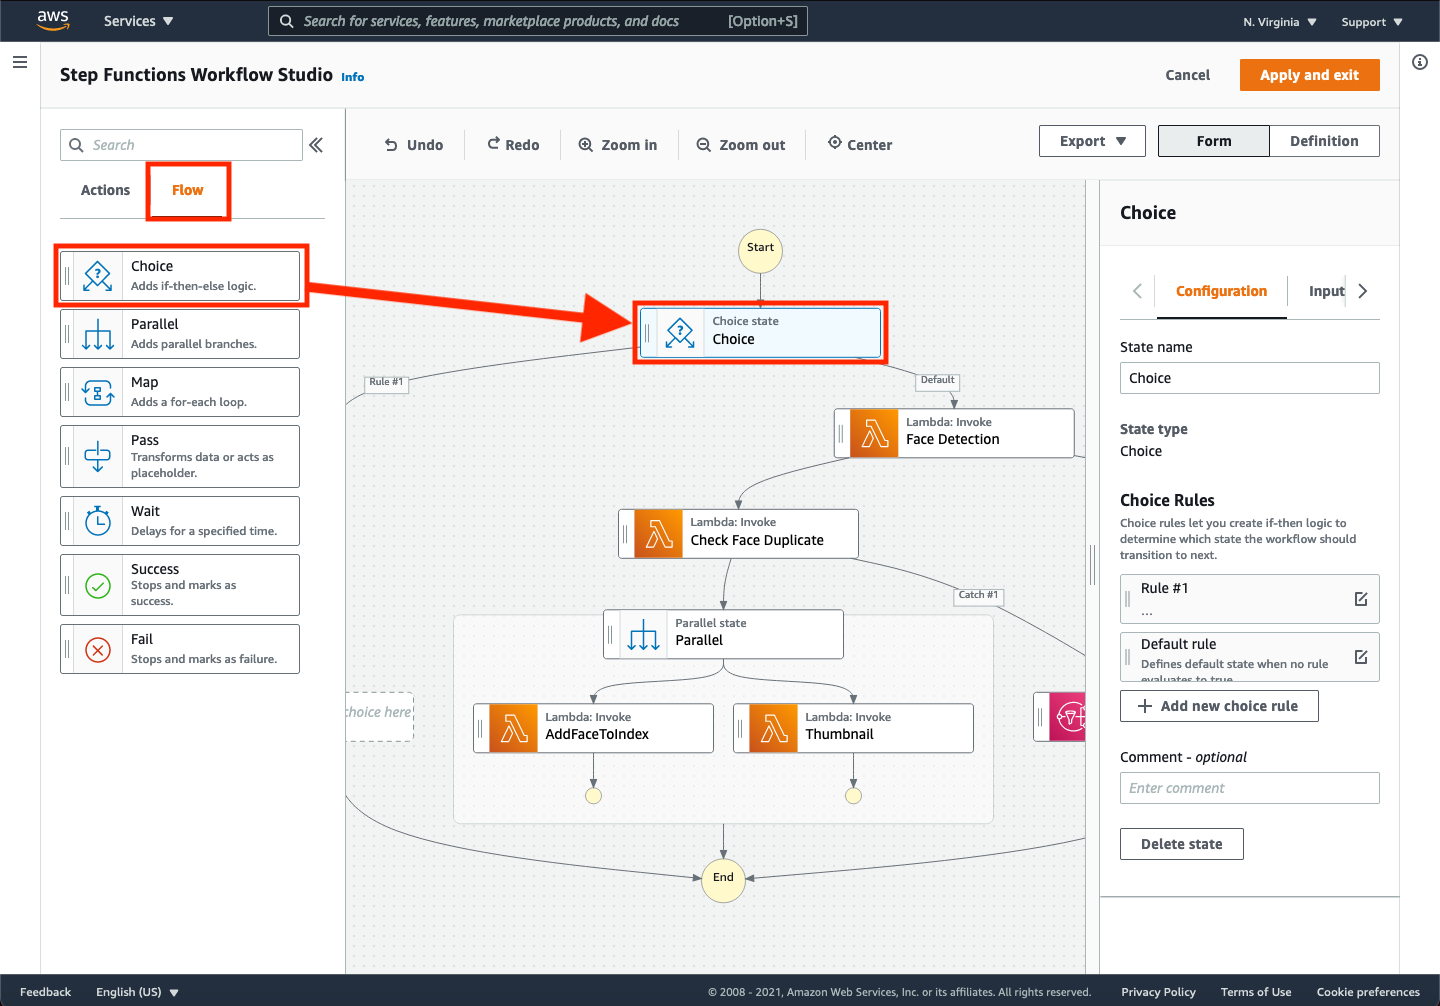 aws
Services
Search for services, features, marketplace products, and docs
[Option+S]
N. Virginia
Support
Step Functions Workflow Studio
Info
Cancel
Apply and exit
Search
Actions
Flow
Choice
Adds if-then-else logic.
Parallel
Adds parallel branches.
Map
Adds a for-each loop.
Pass
Transforms data or acts as
placeholder.
Wait
Delays for a specified time.
Success
Stops and marks as
success.
Fail
Stops and marks as failure.
Undo
Redo
Zoom in
Zoom out
Center
Export
Form
Definition
Start
Choice state
Choice
Rule #1
Default
Lambda: Invoke
Face Detection
Lambda: Invoke
Check Face Duplicate
Catch #1
Parallel state
Parallel
choice here
Lambda: Invoke
AddFaceToIndex
Lambda: Invoke
Thumbnail
End
Choice
Configuration
Input
State name
Choice
State type
Choice
Choice Rules
Choice rules let you create if-then logic to
determine which state the workflow should
transition to next.
Rule #1
...
Default rule
Defines default state when no rule
evaluates to true
Add new choice rule
Comment - optional
Enter comment
Delete state
Feedback
English (US)
© 2008 - 2021, Amazon Web Services, Inc. or its affiliates. All rights reserved.
Privacy Policy
Terms of Use
Cookie preferences